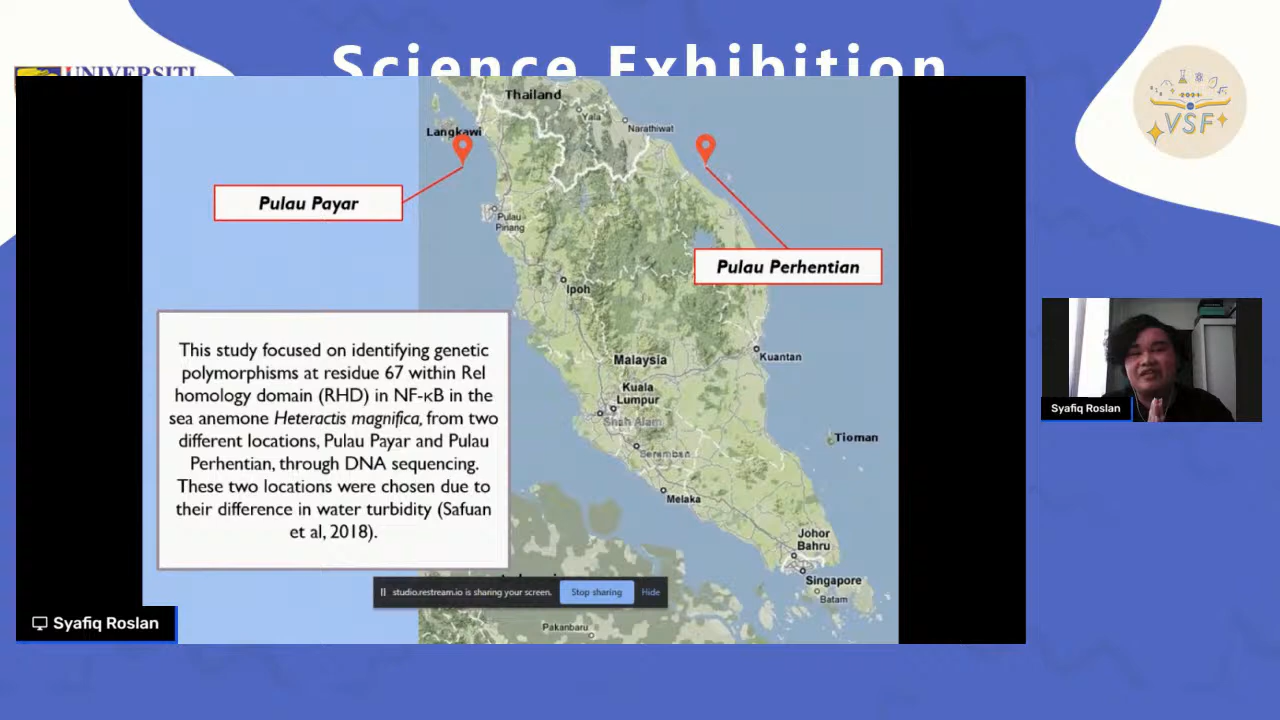 Science Exhibition
UNIVERSITI
2021
VSF
Thailand
Yala
Narathiwat
Langkawi
Pulau Payar
Pulau
Pinang
Pulau Perhentian
Ipoh
Malaysia
Kuantan
Kuala
Lumpur
Shah Alam
Seremban
Tioman
Melaka
Johor
Bahru
Singapore
Batam
Pakanbaru
This study focused on identifying genetic
polymorphisms at residue 67 within Rel
homology domain (RHD) in NF-κB in the
sea anemone Heteractis magnifica, from two
different locations, Pulau Payar and Pulau
Perhentian, through DNA sequencing.
These two locations were chosen due to
their difference in water turbidity (Safuan
et al, 2018).
studio.restream.io is sharing your screen.
Stop sharing
Hide
Syafiq Roslan
Syafiq Roslan